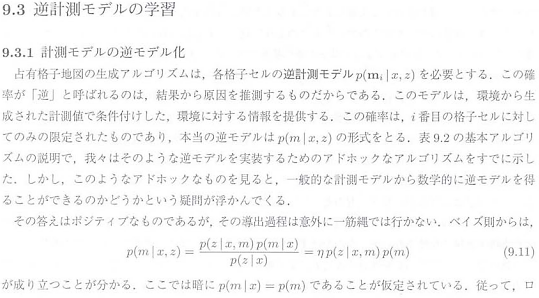 9.3 逆計測モデルの学習
9.3.1 計測モデルの逆モデル化
占有格子地図の生成アルゴリズムは，各格子セルの逆計測モデル p(m_i | x, z) を必要とする．この確
率が「逆」と呼ばれるのは，結果から原因を推測するものだからである．このモデルは，環境から生
成された計測値で条件付けした，環境に対する情報を提供する．この確率は，i 番目の格子セルに対し
てのみの限定されたものであり，本当の逆モデルは p(m | x, z) の形式をとる．表 9.2 の基本アルゴリ
ズムの説明で，我々はそのような逆モデルを実装するためのアドホックなアルゴリズムをすでに示し
た．しかし，このようなアドホックなものを見ると，一般的な計測モデルから数学的に逆モデルを得
ることができるのかどうかという疑問が浮かんでくる．
その答えはポジティブなものであるが，その導出過程は意外に一筋縄では行かない．ベイズ則からは，
p(m | x, z) = p(z | x, m) p(m | x) / p(z | x) = η p(z | x, m) p(m) (9.11)
が成り立つことが分かる．ここでは暗に p(m | x) = p(m) であることが仮定されている．従って，ロ